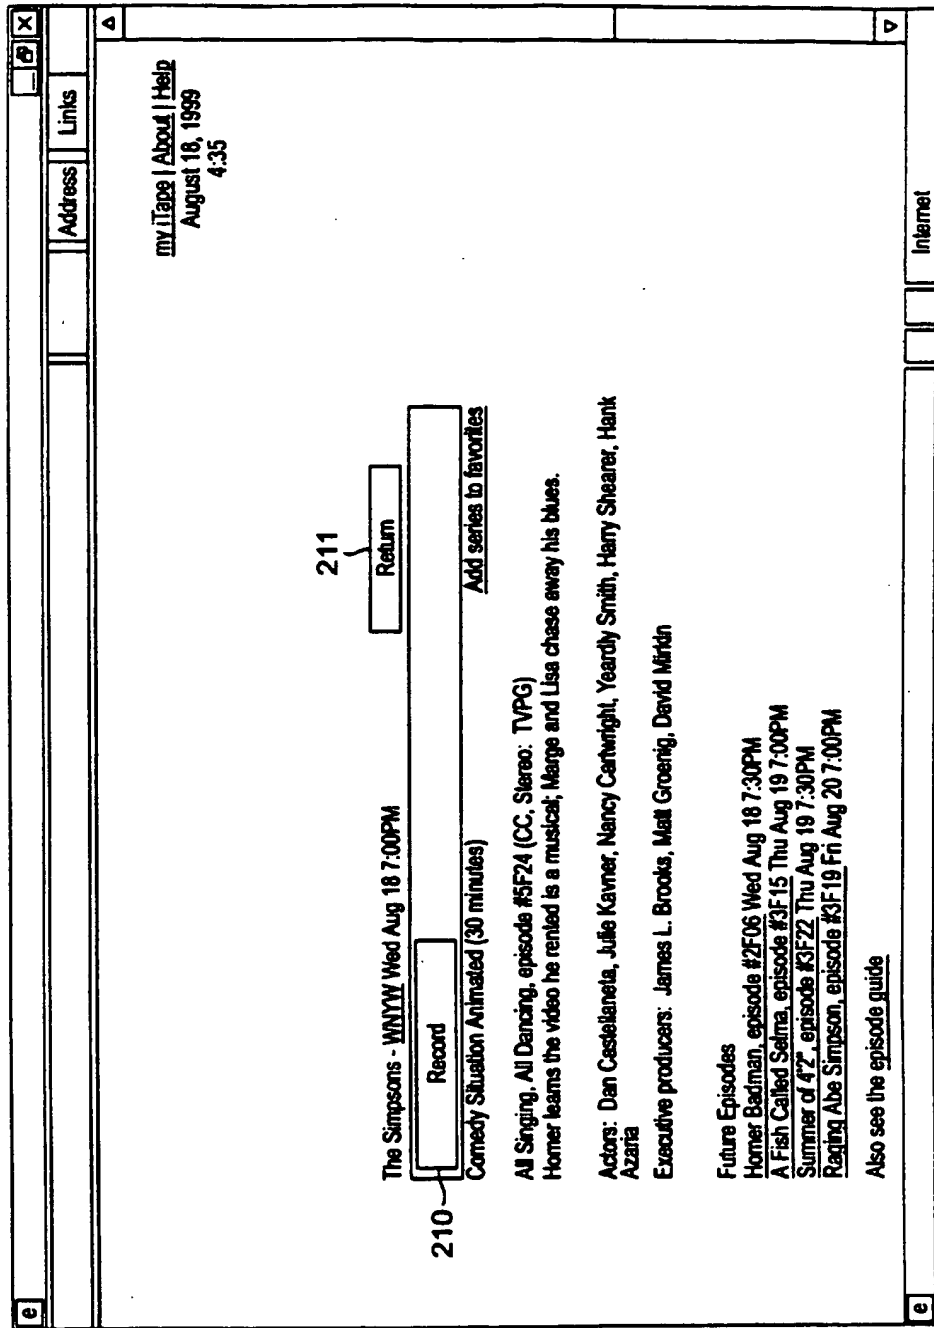 e
Address Links
my iTape | About | Help
August 18, 1999
4:35
211
The Simpsons - WNYW Wed Aug 18 7:00PM
Return
210
Record
Comedy Situation Animated (30 minutes)
Add series to favorites
All Singing, All Dancing, episode #5F24 (CC, Stereo: TVPG)
Homer learns the video he rented is a musical; Marge and Lisa chase away his blues.
Actors: Dan Castellaneta, Julie Kavner, Nancy Cartwright, Yeardly Smith, Harry Shearer, Hank
Azaria
Executive producers: James L. Brooks, Matt Groenig, David Mirkin
Future Episodes
Homer Badman, episode #2F06 Wed Aug 18 7:30PM
A Fish Called Selma, episode #3F15 Thu Aug 19 7:00PM
Summer of 4'2", episode #3F22 Thu Aug 19 7:30PM
Raging Abe Simpson, episode #3F19 Fri Aug 20 7:00PM
Also see the episode guide
e
Internet